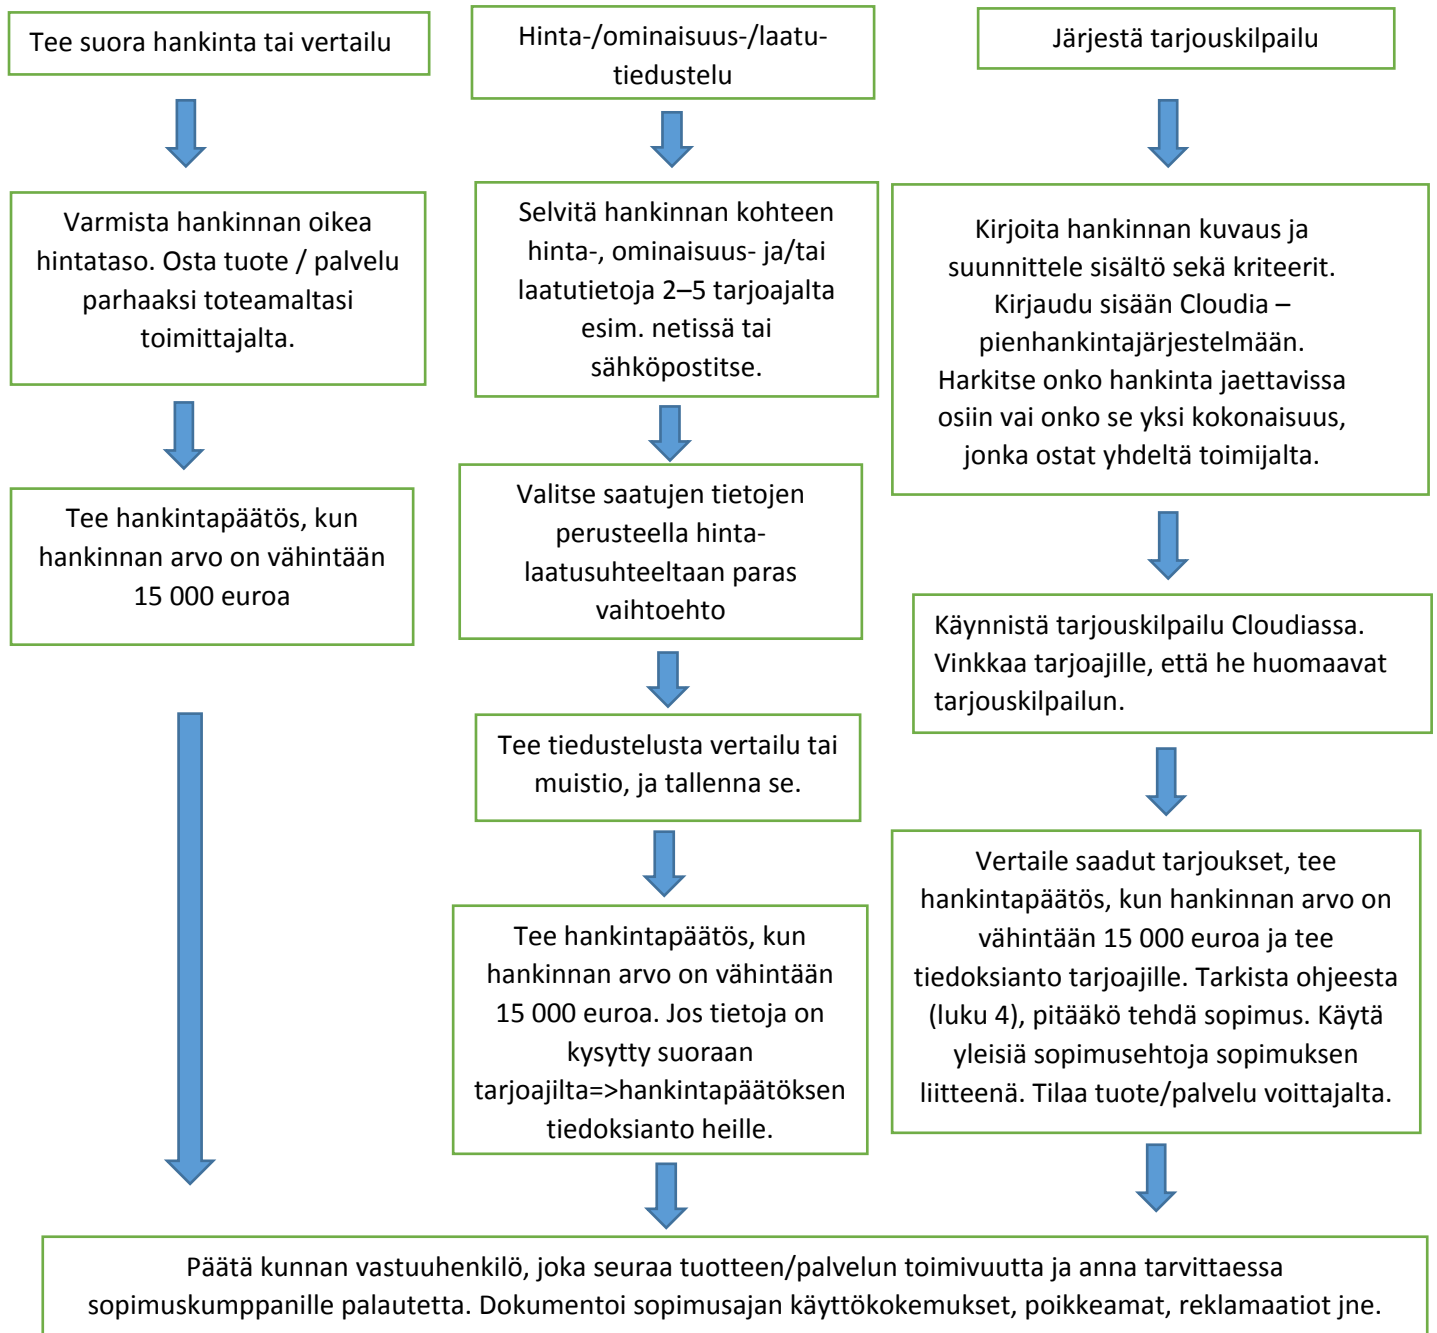 Tee suora hankinta tai vertailu
Varmista hankinnan oikea
hintataso. Osta tuote / palvelu
parhaaksi toteamaltasi
toimittajalta.
Tee hankintapäätös, kun
hankinnan arvo on vähintään
15 000 euroa
Hinta-/ominaisuus-/laatu-
tiedustelu
Selvitä hankinnan kohteen
hinta-, ominaisuus- ja/tai
laatutietoja 2–5 tarjoajalta
esim. netissä tai
sähköpostitse.
Valitse saatujen tietojen
perusteella hinta-
laatusuhteeltaan paras
vaihtoehto
Tee tiedustelusta vertailu tai
muistio, ja tallenna se.
Tee hankintapäätös, kun
hankinnan arvo on vähintään
15 000 euroa. Jos tietoja on
kysytty suoraan
tarjoajilta=>hankintapäätöksen
tiedoksianto heille.
Järjestä tarjouskilpailu
Kirjoita hankinnan kuvaus ja
suunnittele sisältö sekä kriteerit.
Kirjaudu sisään Cloudia –
pienhankintajärjestelmään.
Harkitse onko hankinta jaettavissa
osiin vai onko se yksi kokonaisuus,
jonka ostat yhdeltä toimijalta.
Käynnistä tarjouskilpailu Cloudiassa.
Vinkkaa tarjoajille, että he huomaavat
tarjouskilpailun.
Vertaile saadut tarjoukset, tee
hankintapäätös, kun hankinnan arvo on
vähintään 15 000 euroa ja tee
tiedoksianto tarjoajille. Tarkista ohjeesta
(luku 4), pitääkö tehdä sopimus. Käytä
yleisiä sopimusehtoja sopimuksen
liitteenä. Tilaa tuote/palvelu voittajalta.
Päätä kunnan vastuuhenkilö, joka seuraa tuotteen/palvelun toimivuutta ja anna tarvittaessa
sopimuskumppanille palautetta. Dokumentoi sopimusajan käyttökokemukset, poikkeamat, reklamaatiot jne.